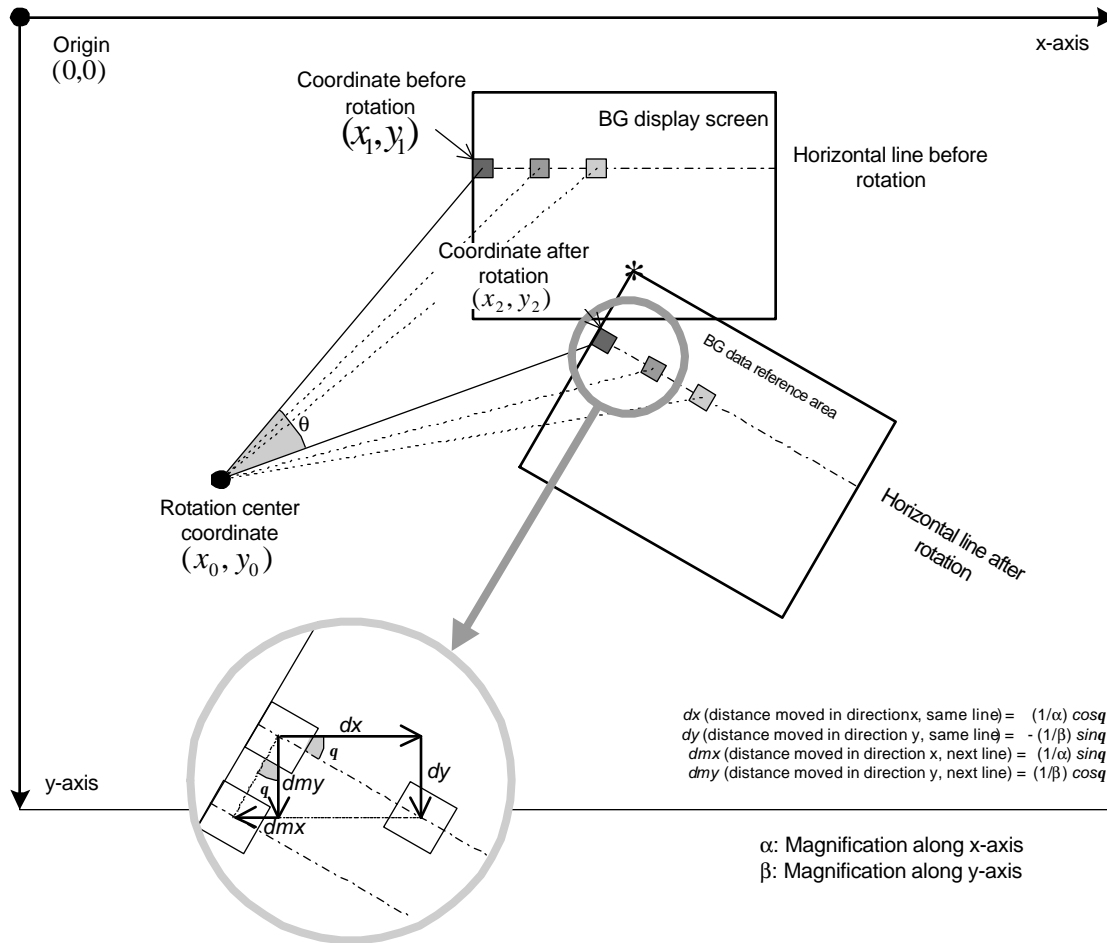 Origin
(0,0)
x-axis
Coordinate before
rotation
(x1,y1)
BG display screen
Horizontal line before
rotation
Coordinate after
rotation
(x2, y2)
BG data reference area
θ
Rotation center
coordinate
(x0, y0)
Horizontal line after
rotation
dx
q
dy
q
dmy
dmx
dx (distance moved in directionx, same line) = (1/α) cosq
dy (distance moved in direction y, same line) = - (1/β) sinq
dmx (distance moved in direction x, next line) = (1/α) sinq
dmy (distance moved in direction y, next line) = (1/β) cosq
y-axis
α: Magnification along x-axis
β: Magnification along y-axis